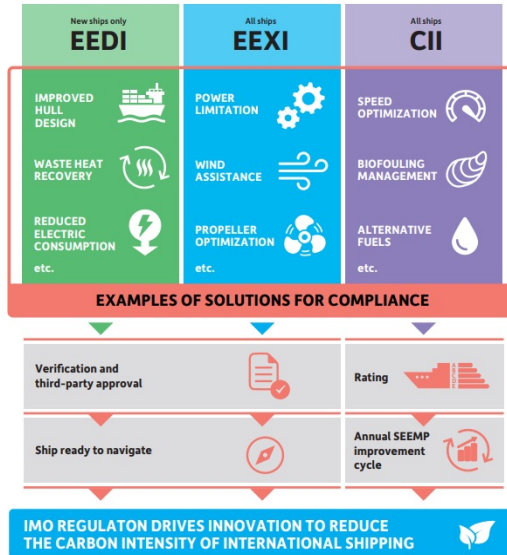 New ships only
EEDI
All ships
EEXI
All ships
CII
IMPROVED
HULL
DESIGN
WASTE HEAT
RECOVERY
REDUCED
ELECTRIC
CONSUMPTION
etc.
POWER
LIMITATION
WIND
ASSISTANCE
PROPELLER
OPTIMIZATION
etc.
SPEED
OPTIMIZATION
BIOFOULING
MANAGEMENT
ALTERNATIVE
FUELS
etc.
EXAMPLES OF SOLUTIONS FOR COMPLIANCE
Verification and
third-party approval
Rating
Ship ready to navigate
Annual SEEMP
improvement
cycle
IMO REGULATON DRIVES INNOVATION TO REDUCE
THE CARBON INTENSITY OF INTERNATIONAL SHIPPING